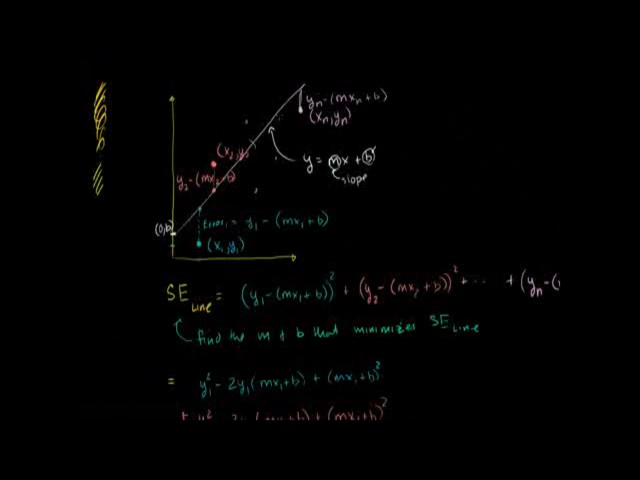 yₙ-(mxₙ+b)
(xₙ,yₙ)
(x₂,y₂)
y = mx + b
slope
y₂-(mx₂+b)
(0,b)
Error₁ = y₁ - (mx₁+b)
(x₁,y₁)
SE LINE = (y₁-(mx₁+b))² + (y₂-(mx₂+b))² + ... + (yₙ-(
find the m & b that minimizes SE LINE
= y₁² - 2y₁(mx₁+b) + (mx₁+b)²